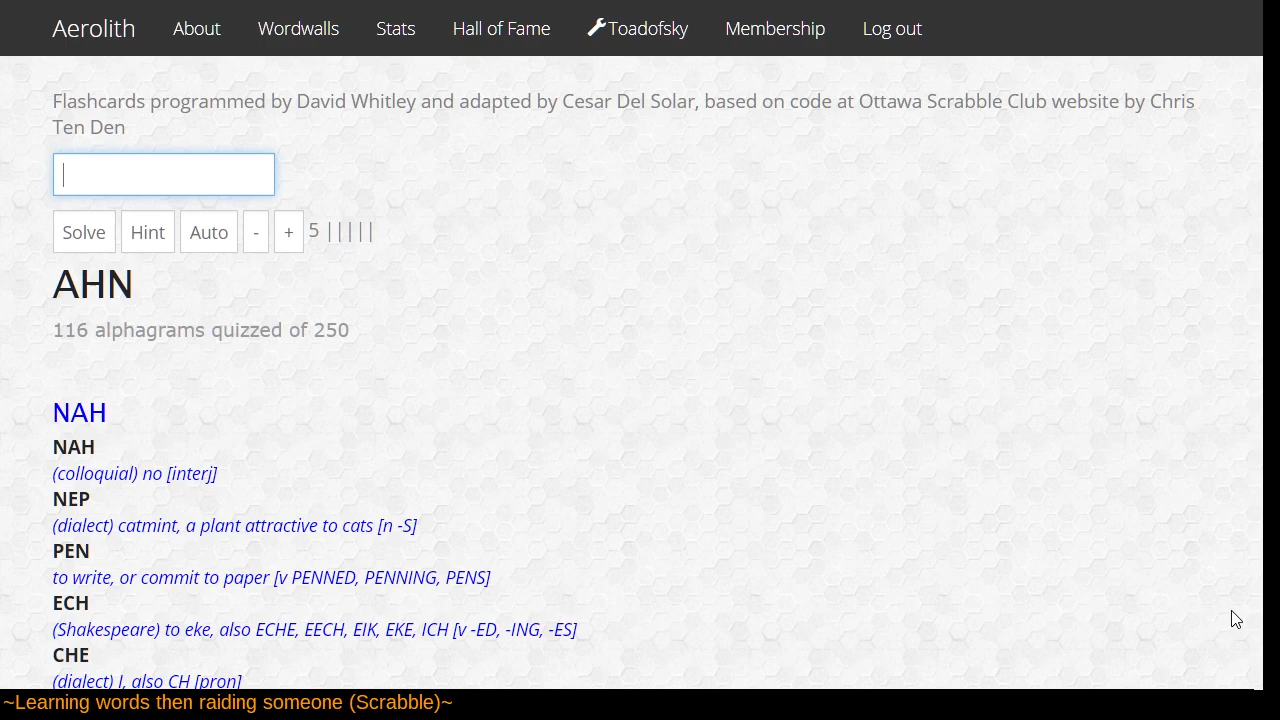 Aerolith About Wordwalls Stats Hall of Fame Toadofsky Membership Log out
Flashcards programmed by David Whitley and adapted by Cesar Del Solar, based on code at Ottawa Scrabble Club website by Chris
Ten Den
Solve Hint Auto - + 5 |||||
AHN
116 alphagrams quizzed of 250
NAH
NAH
(colloquial) no [interj]
NEP
(dialect) catmint, a plant attractive to cats [n -S]
PEN
to write, or commit to paper [v PENNED, PENNING, PENS]
ECH
(Shakespeare) to eke, also ECHE, EECH, EIK, EKE, ICH [v -ED, -ING, -ES]
CHE
(dialect) I, also CH [pron]
~Learning words then raiding someone (Scrabble)~